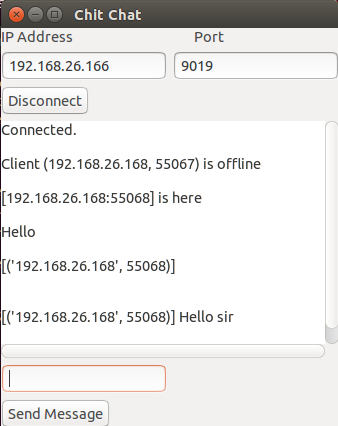 Chit Chat
IP Address Port
192.168.26.166 9019
Disconnect
Connected.
Client (192.168.26.168, 55067) is offline
[192.168.26.168:55068] is here
Hello
[('192.168.26.168', 55068)]
[('192.168.26.168', 55068)] Hello sir
Send Message